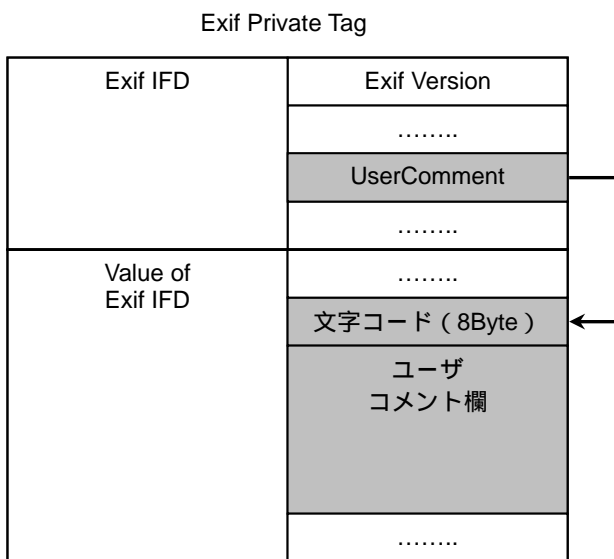 Exif Private Tag
Exif IFD
Exif Version
........
UserComment
........
Value of
Exif IFD
........
文字コード（8Byte）
ユーザ
コメント欄
........